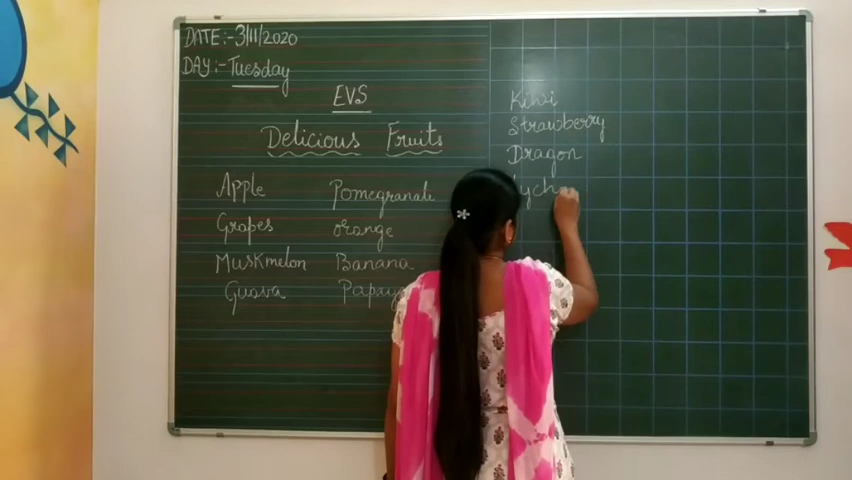 DATE:-3/11/2020
DAY:-Tuesday
EVS
Delicious Fruits
Apple Pomegranate
Grapes orange
Muskmelon Banana
Guava Papaya
Kiwi
Strawberry
Dragon